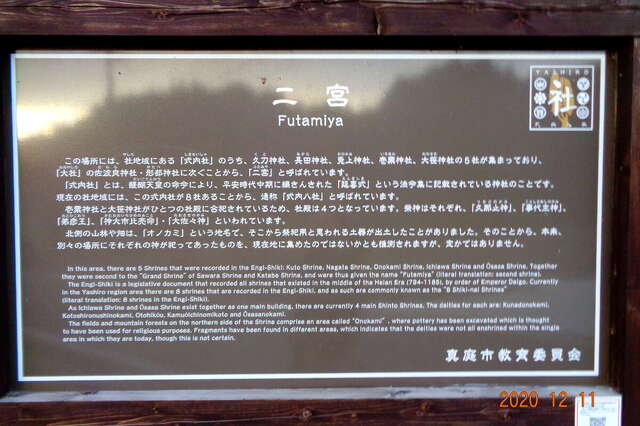 二宮
Futamiya
YASHIRO
社
この場所には、社地域にある「式内社」のうち、久刀神社、長田神社、兎上神社、壱粟神社、大笹神社の5社が集まっており、
「大社」の佐波良神社・形部神社に次ぐことから、「二宮」と呼ばれています。
「式内社」とは、醍醐天皇の命令により、平安時代中期に編さんされた「延喜式」という法令集に記載されている神社のことです。
現在の社地域には、この式内社が8社あることから、通称「式内八社」と呼ばれています。
壱粟神社と大笹神社がひとつの社殿に合祀されているため、社殿は4つとなっています。祭神はそれぞれ、「久那止神」、「事代主神」、
「弟彦王」、「神大市比売命」・「大佐々神」といわれています。
北側の山林や畑は、「オノカミ」という地名で、そこから祭祀用と思われる土器が出土したことがありました。そのことから、本来、
別々の場所にそれぞれの神が祀ってあったものを、現在地に集めたのではないかとも推測されますが、定かではありません。
In this area, there are 5 Shrines that were recorded in the Engi-Shiki: Kuto Shrine, Nagata Shrine, Onokami Shrine, Ichiawa Shrine and Osasa Shrine. Together
they were second to the "Grand Shrine" of Sawara Shrine and Katabe Shrine, and were thus given the name "Futamiya" (literal translation: second shrine).
The Engi-Shiki is a legislative document that recorded all shrines that existed in the middle of the Heian Era (794-1185), by order of Emperor Daigo. Currently
in the Yashiro region area there are 8 shrines that are recorded in the Engi-Shiki, and as such are commonly known as the "8 Shiki-nai Shrines"
(literal translation: 8 shrines in the Engi-Shiki).
As Ichiawa Shrine and Osasa Shrine exist together as one main building, there are currently 4 main Shinto Shrines. The deities for each are: Kunadonokami,
Kotoshironushinokami, Otohikou, Kamuoichinomikoto and Osasanokami.
The fields and mountain forests on the northern side of the Shrine comprise an area called "Onokami", where pottery has been excavated which is thought
to have been used for religious purposes. Fragments have been found in different areas, which indicates that the deities were not all enshrined within the single
area in which they are today, though this is not certain.
真庭市教育委員会
2020 12 11